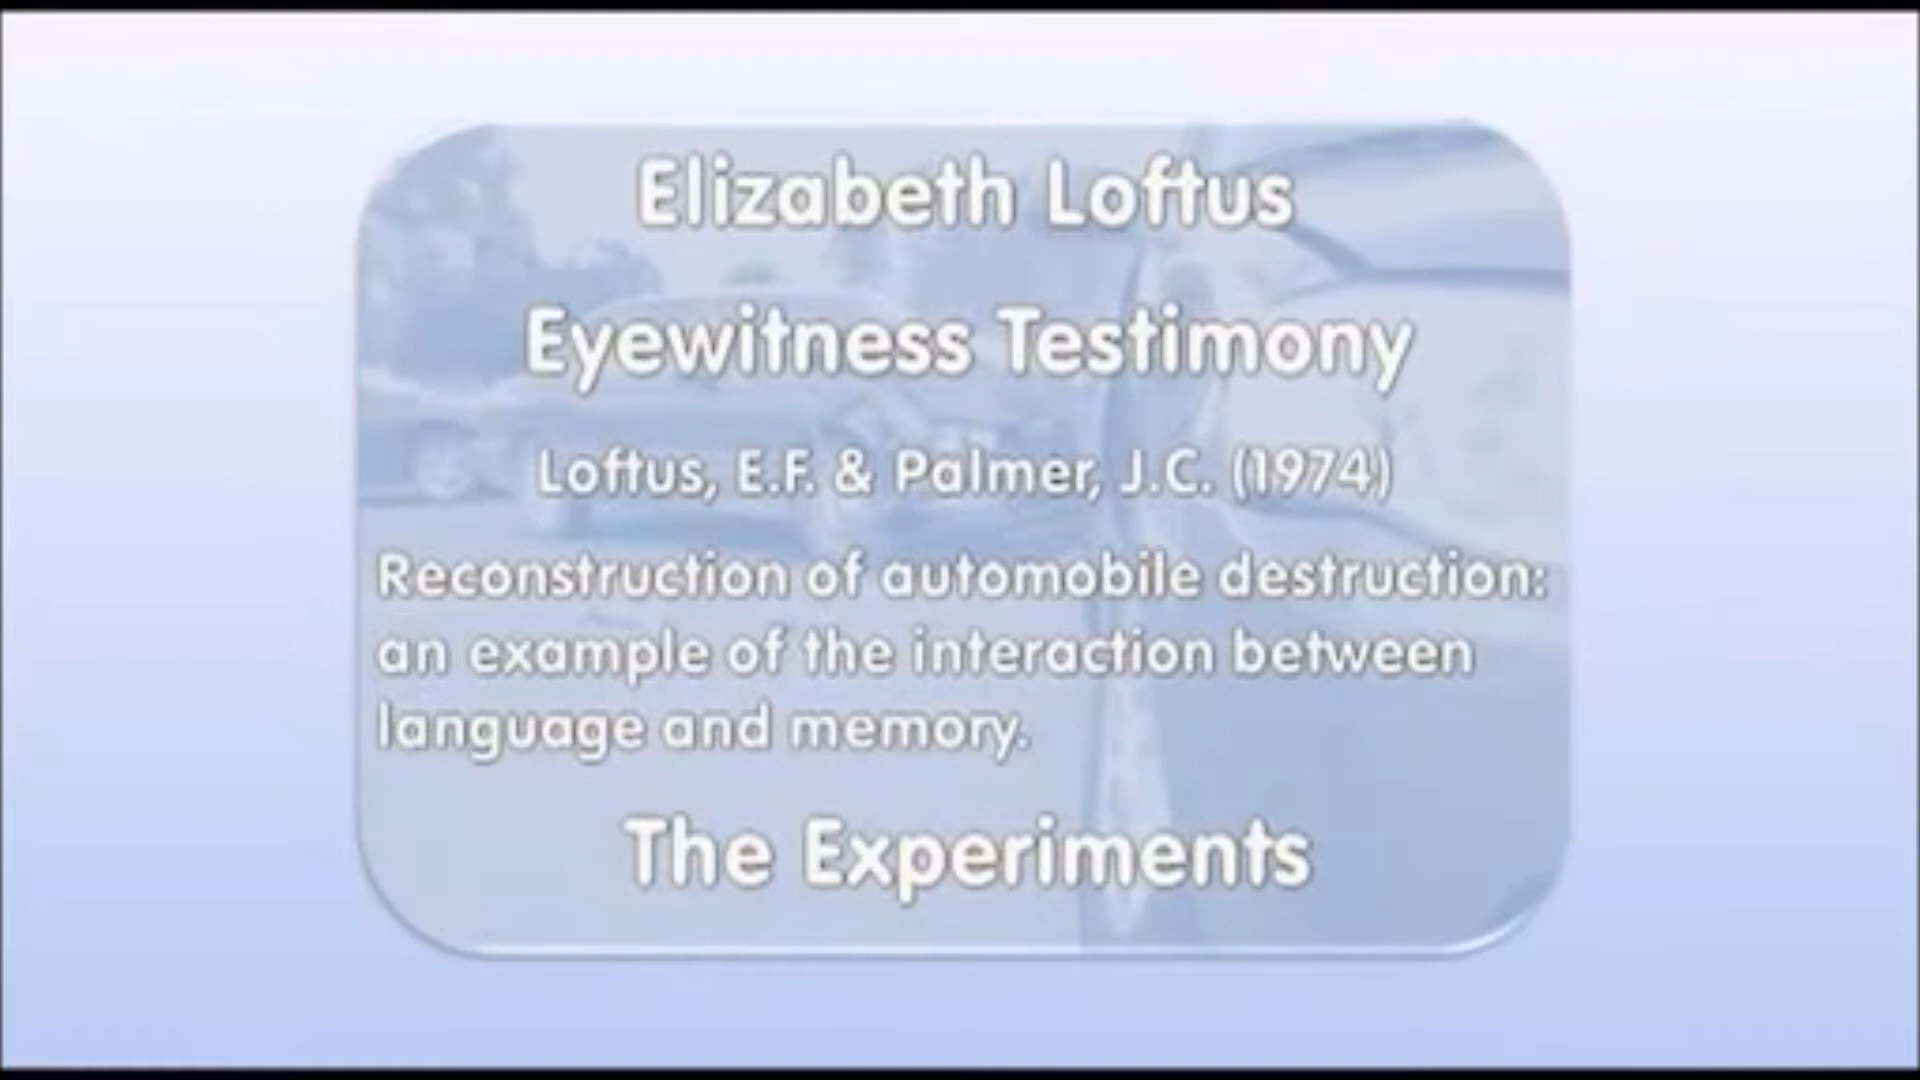 Elizabeth Loftus
Eyewitness Testimony
Loftus, E.F. & Palmer, J.C. (1974)
Reconstruction of automobile destruction:
an example of the interaction between
language and memory.
The Experiments